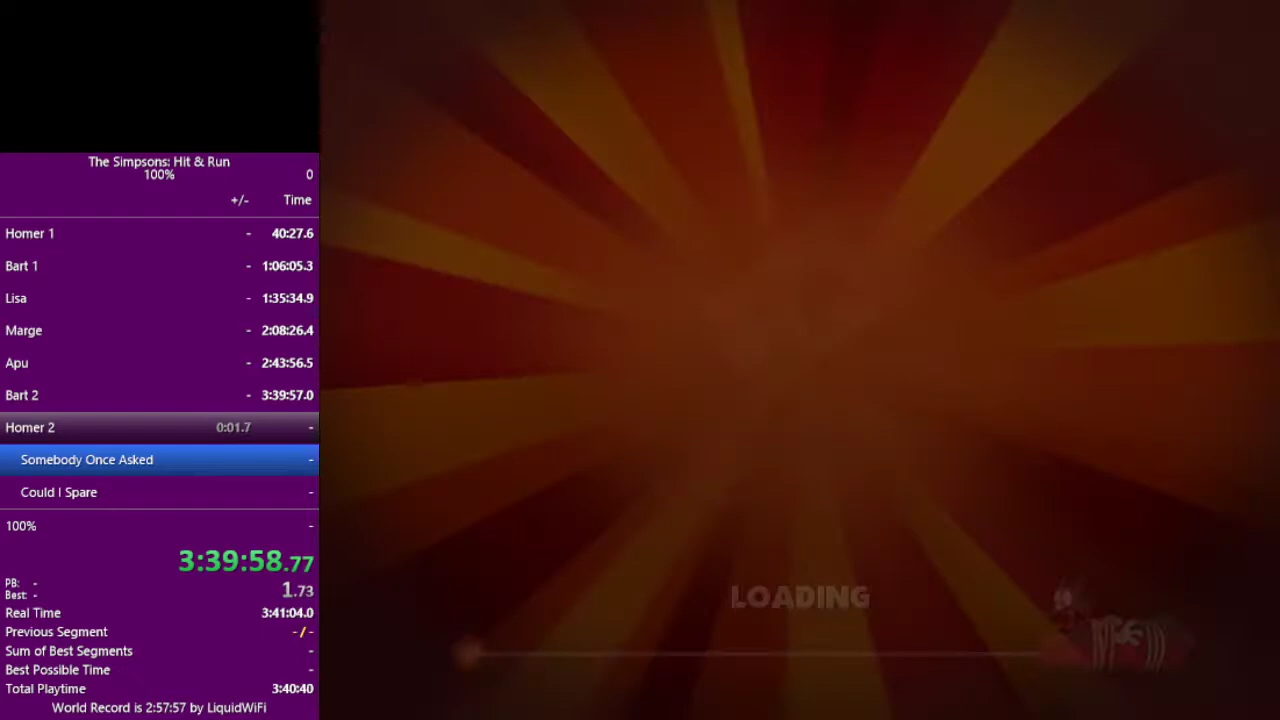 The Simpsons: Hit & Run
100% 0
+/- Time
Homer 1 - 40:27.6
Bart 1 - 1:06:05.3
Lisa - 1:35:34.9
Marge - 2:08:26.4
Apu - 2:43:56.5
Bart 2 - 3:39:57.0
Homer 2 0:01.7 -
Somebody Once Asked -
Could I Spare -
100% -
3:39:58.77
PB: - 
Best: - 1.73
Real Time 3:41:04.0
Previous Segment - / -
Sum of Best Segments -
Best Possible Time -
Total Playtime 3:40:40
World Record is 2:57:57 by LiquidWiFi
LOADING